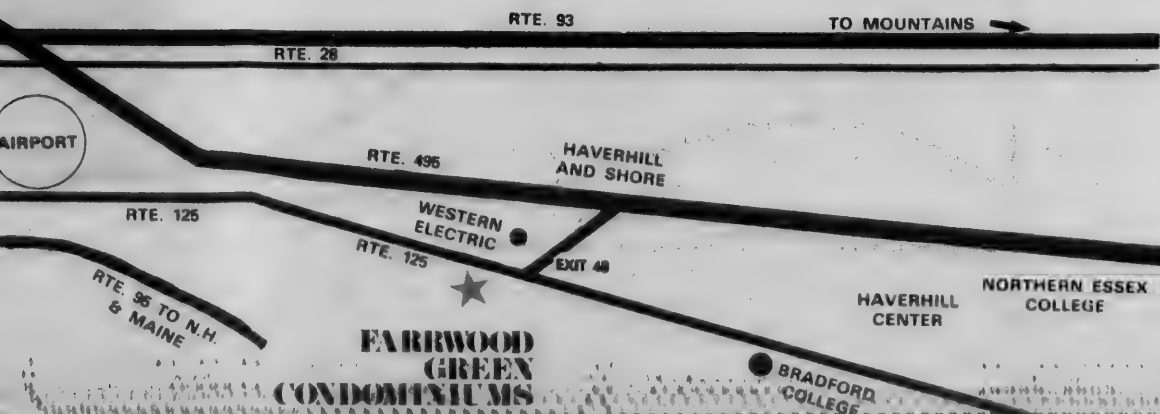 RTE. 93
TO MOUNTAINS
RTE. 28
AIRPORT
RTE. 495
HAVERHILL
AND SHORE
RTE. 125
WESTERN
ELECTRIC
RTE. 125
EXIT 48
RTE. 95 TO N.H.
& MAINE
HAVERHILL
CENTER
NORTHERN ESSEX
COLLEGE
FARRWOOD
GREEN
CONDOMINIUMS
BRADFORD
COLLEGE